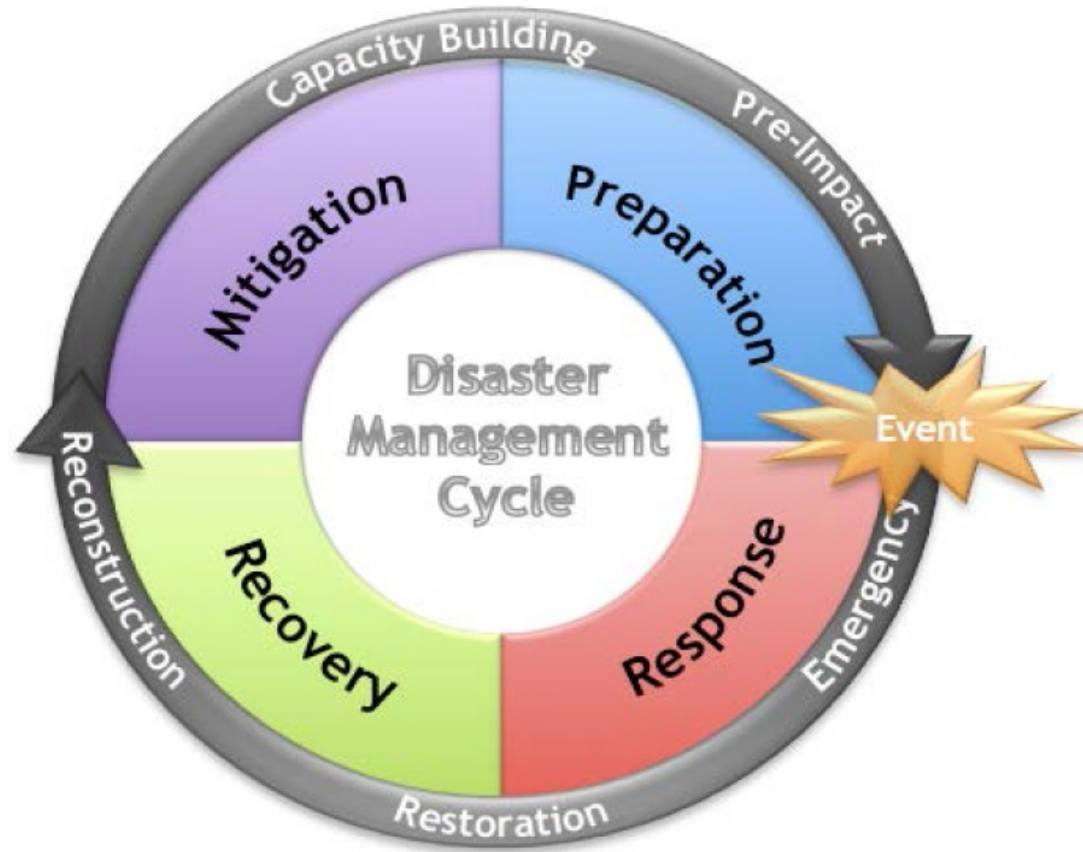 Capacity Building
Pre-Impact
Mitigation
Preparation
Disaster
Management
Cycle
Event
Reconstruction
Recovery
Response
Emergency
Restoration